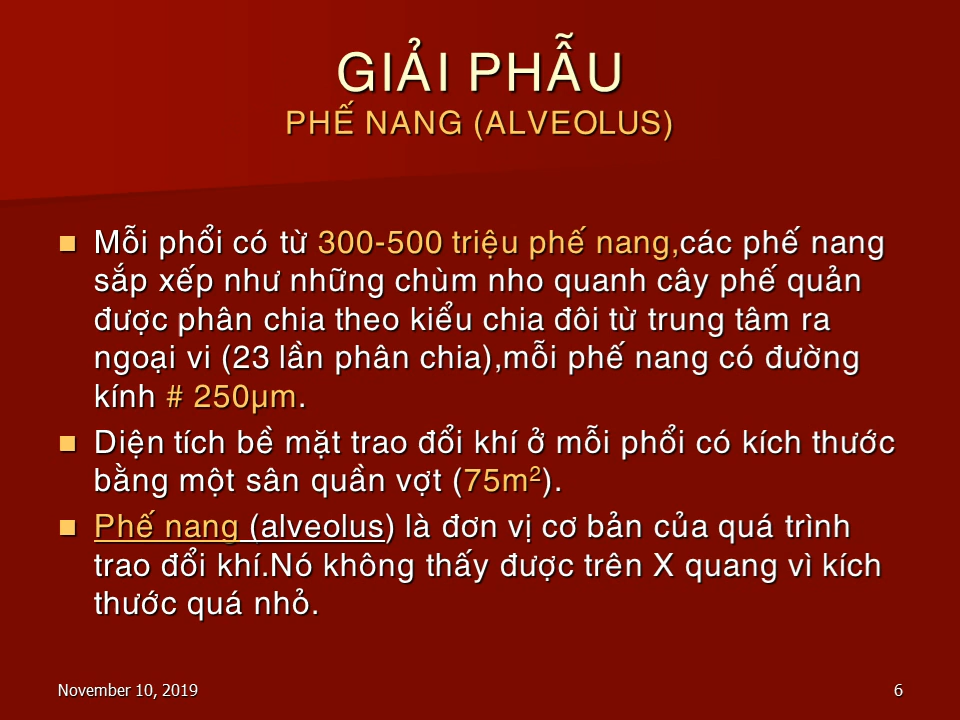 GIẢI PHẪU
PHẾ NANG (ALVEOLUS)
Mỗi phổi có từ 300-500 triệu phế nang,các phế nang
sắp xếp như những chùm nho quanh cây phế quản
được phân chia theo kiểu chia đôi từ trung tâm ra
ngoại vi (23 lần phân chia),mỗi phế nang có đường
kính # 250µm.
Diện tích bề mặt trao đổi khí ở mỗi phổi có kích thước
bằng một sân quần vợt (75m²).
Phế nang (alveolus) là đơn vị cơ bản của quá trình
trao đổi khí.Nó không thấy được trên X quang vì kích
thước quá nhỏ.
November 10, 2019
6